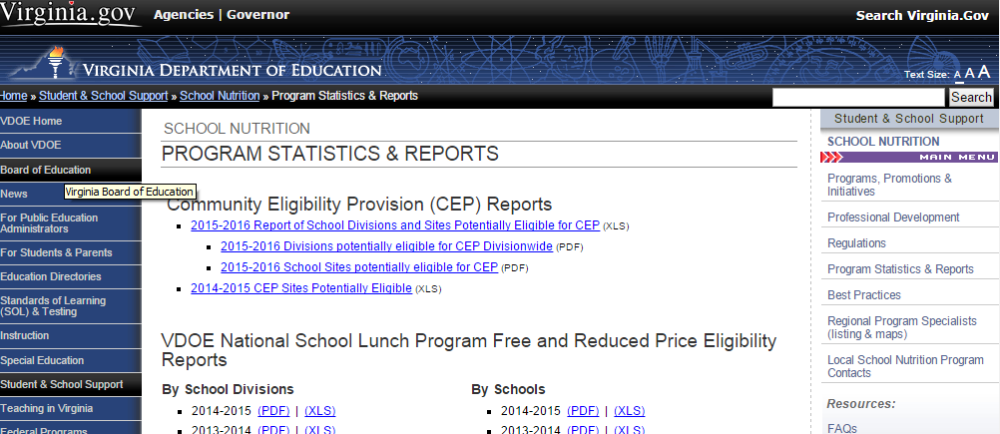 Virginia.gov Agencies | Governor Search Virginia.Gov
VIRGINIA DEPARTMENT OF EDUCATION
Text Size: A A A
Home » Student & School Support » School Nutrition » Program Statistics & Reports
Search
VDOE Home
About VDOE
Board of Education
Virginia Board of Education
News
For Public Education
Administrators
For Students & Parents
Education Directories
Standards of Learning
(SOL) & Testing
Instruction
Special Education
Student & School Support
Teaching in Virginia
Federal Programs
SCHOOL NUTRITION
PROGRAM STATISTICS & REPORTS
Community Eligibility Provision (CEP) Reports
▪ 2015-2016 Report of School Divisions and Sites Potentially Eligible for CEP (XLS)
▪ 2015-2016 Divisions potentially eligible for CEP Divisionwide (PDF)
▪ 2015-2016 School Sites potentially eligible for CEP (PDF)
▪ 2014-2015 CEP Sites Potentially Eligible (XLS)
VDOE National School Lunch Program Free and Reduced Price Eligibility
Reports
By School Divisions
▪ 2014-2015 (PDF) | (XLS)
▪ 2013-2014 (PDF) | (XLS)
By Schools
▪ 2014-2015 (PDF) | (XLS)
▪ 2013-2014 (PDF) | (XLS)
Student & School Support
SCHOOL NUTRITION
MAIN MENU
Programs, Promotions &
Initiatives
Professional Development
Regulations
Program Statistics & Reports
Best Practices
Regional Program Specialists
(listing & maps)
Local School Nutrition Program
Contacts
Resources:
FAQs